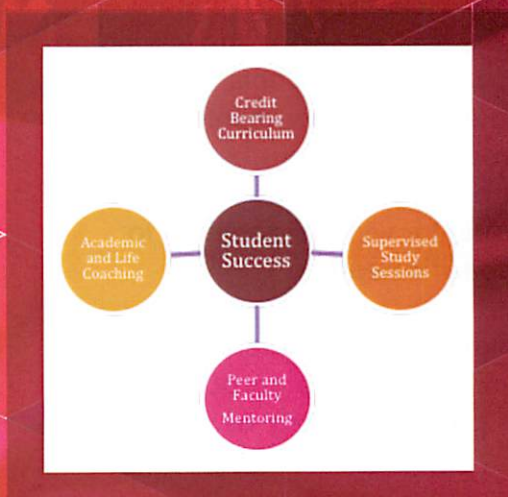 Credit
Bearing
Curriculum
Academic
and Life
Coaching
Student
Success
Supervised
Study
Sessions
Peer and
Faculty
Mentoring